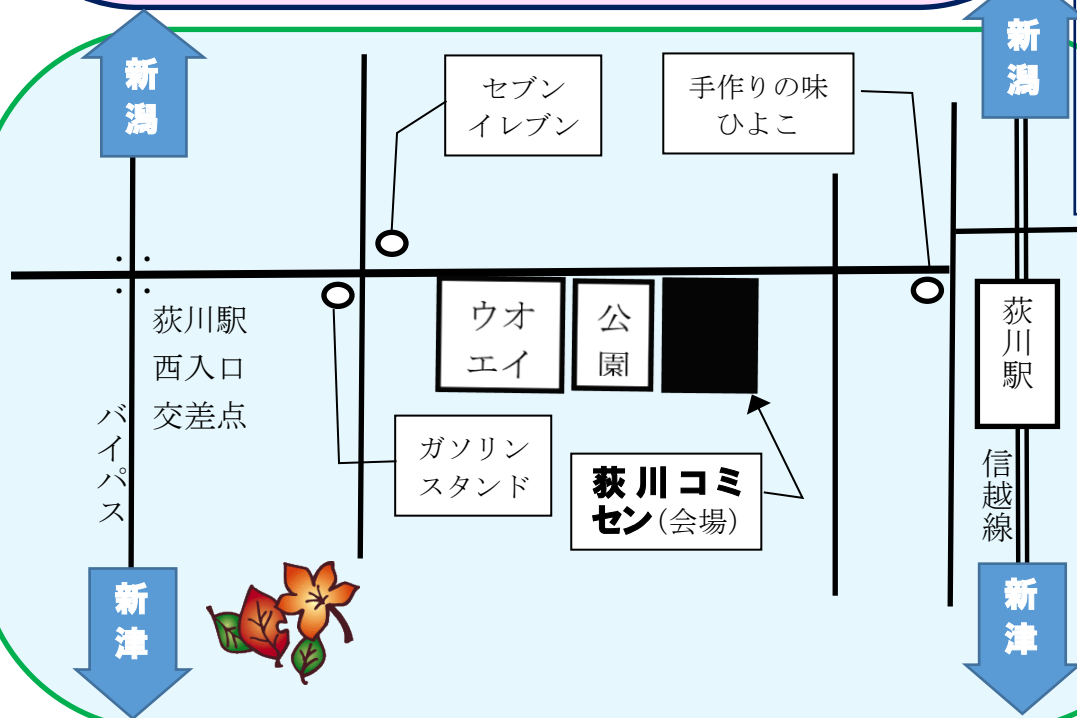 新潟
新潟
セブン
イレブン
手作りの味
ひよこ
荻川駅
西入口
交差点
バイパス
ウオ
エイ
公
園
荻川駅
ガソリン
スタンド
荻川コミ
セン(会場)
信越線
新津
新津